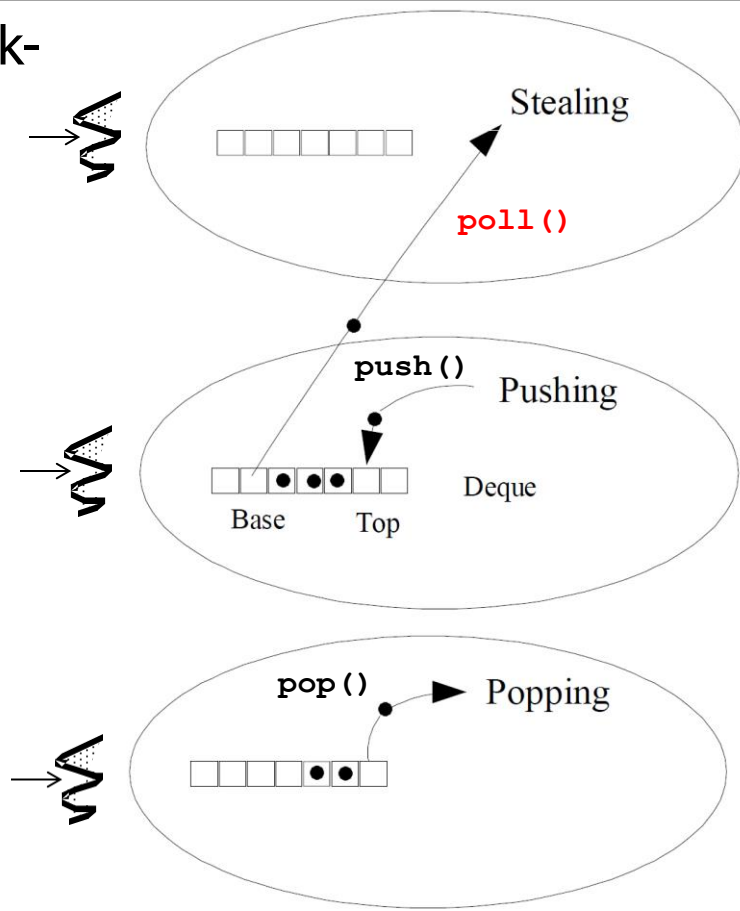 k-
Stealing
poll()
push()
Pushing
Deque
Base
Top
pop()
Popping